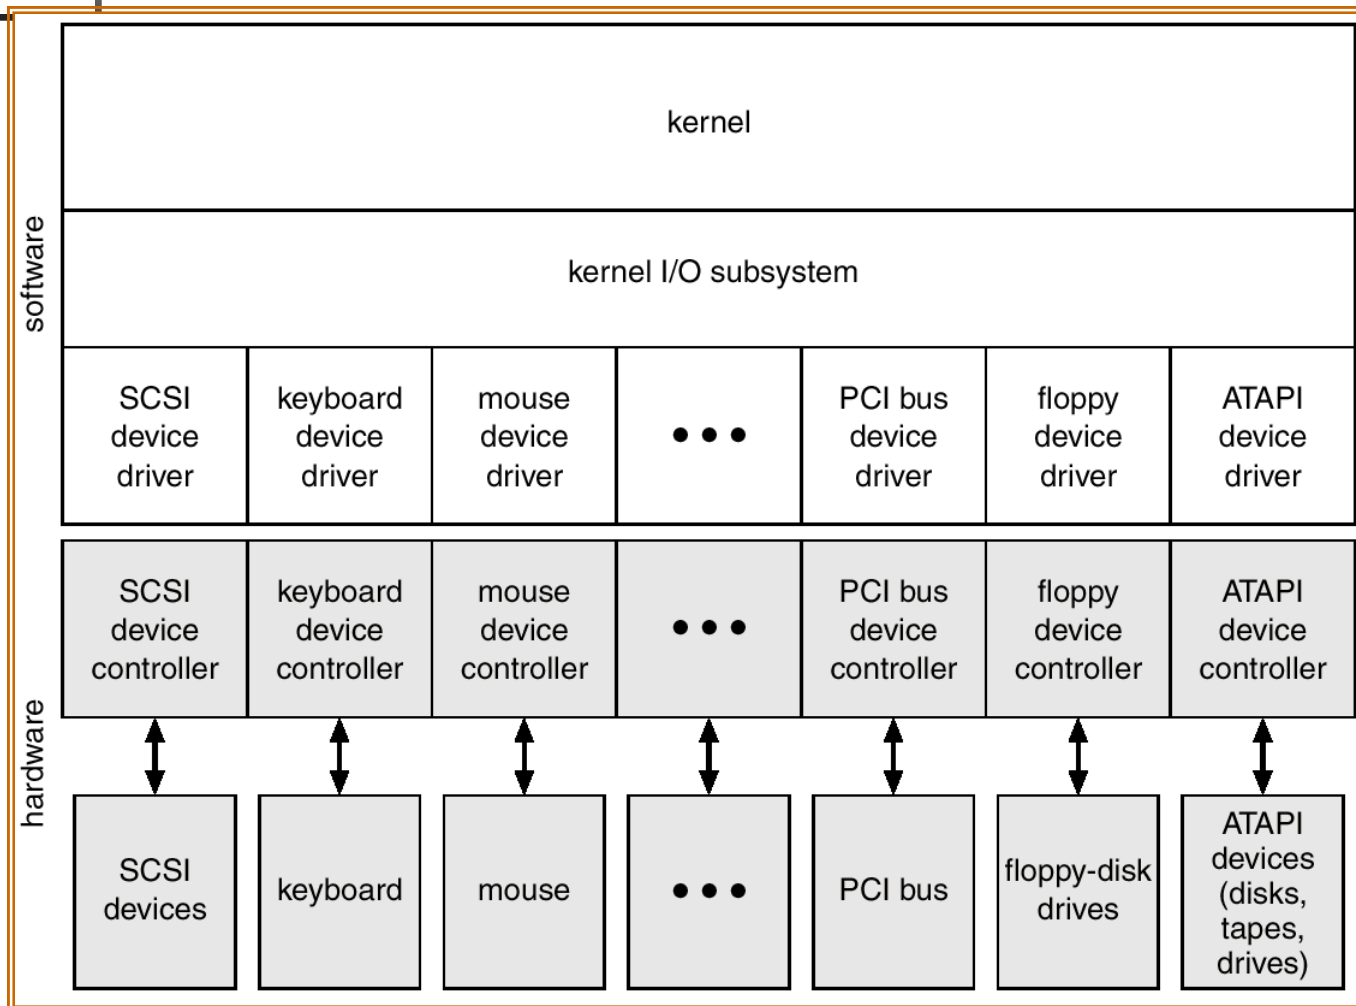 kernel
software
kernel I/O subsystem
SCSI
device
driver
keyboard
device
driver
mouse
device
driver
•••
PCI bus
device
driver
floppy
device
driver
ATAPI
device
driver
hardware
SCSI
device
controller
keyboard
device
controller
mouse
device
controller
•••
PCI bus
device
controller
floppy
device
controller
ATAPI
device
controller
SCSI
devices
keyboard
mouse
•••
PCI bus
floppy-disk
drives
ATAPI
devices
(disks,
tapes,
drives)